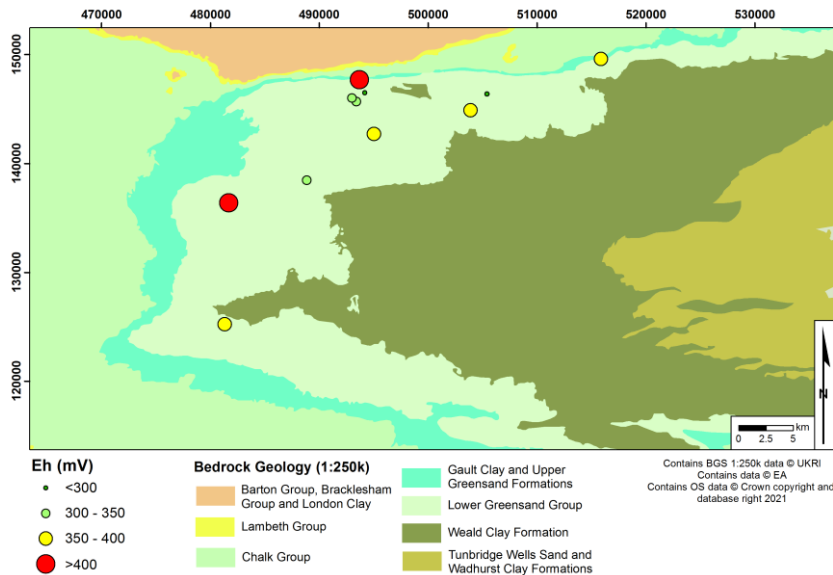 470000 480000 490000 500000 510000 520000 530000
150000
140000
130000
120000
N
km
0 2.5 5
Eh (mV)
<300
300 - 350
350 - 400
>400
Bedrock Geology (1:250k)
Barton Group, Bracklesham
Group and London Clay
Lambeth Group
Chalk Group
Gault Clay and Upper
Greensand Formations
Lower Greensand Group
Weald Clay Formation
Tunbridge Wells Sand and
Wadhurst Clay Formations
Contains BGS 1:250k data © UKRI
Contains data © EA
Contains OS data © Crown copyright and
database right 2021